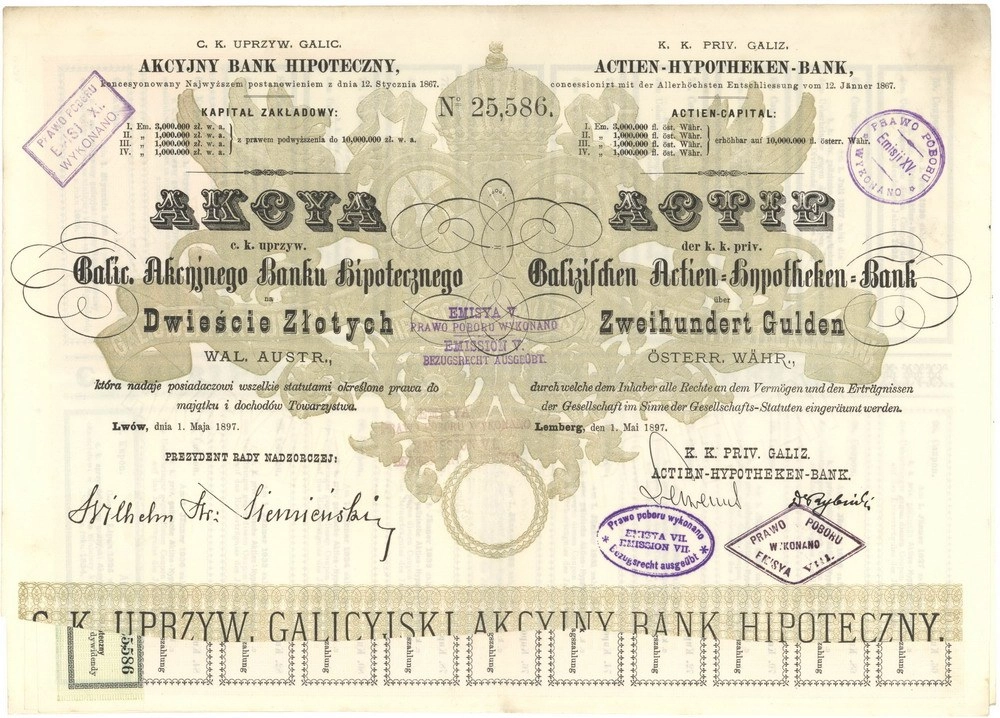 C. K. UPRZYW. GALIC.
AKCYJNY BANK HIPOTECZNY,
koncesyonowany Najwyższem postanowieniem z dnia 12. Stycznia 1867.
KAPITAŁ ZAKŁADOWY:
I. Em. 3,000.000 zł. w. a.
II. „ 1,000.000 zł. w. a.
III. „ 1,000.000 zł. w. a.
IV. „ 1,000.000 zł. w. a.
z prawem podwyższenia do 10,000.000 zł. w. a.
No. 25,586.
K. K. PRIV. GALIZ.
ACTIEN-HYPOTHEKEN-BANK,
concessionirt mit der Allerhöchsten Entschliessung vom 12. Jänner 1867.
ACTIEN-CAPITAL:
I. Em. 3,000.000 fl. öst. Währ.
II. „ 1,000.000 fl. öst. Währ.
III. „ 1,000.000 fl. öst. Währ.
IV. „ 1,000.000 fl. öst. Währ.
erhöhbar auf 10,000.000 fl. österr. Währ.
PRAWO POBORU
EMISJI XI.
WYKONANO
PRAWO POBORU
Emisji XV.
WYKONANO
AKCYA
c. k. uprzyw.
Galic. Akcyjnego Banku Hipotecznego
na
Dwieście Złotych
WAL. AUSTR.,
która nadaje posiadaczowi wszelkie statutami określone prawa do
majątku i dochodów Towarzystwa.
Lwów, dnia 1. Maja 1897.
PREZYDENT RADY NADZORCZEJ:
Wilhelm Hr. Siemieński
EMISYA V.
PRAWO POBORU WYKONANO
EMISSION V.
BEZUGSRECHT AUSGEÜBT.
ACTIE
der k. k. priv.
Galizischen Actien-Hypotheken-Bank
über
Zweihundert Gulden
ÖSTERR. WÄHR.,
durch welche dem Inhaber alle Rechte an dem Vermögen und den Erträgnissen
der Gesellschaft im Sinne der Gesellschafts-Statuten eingeräumt werden.
Lemberg, den 1. Mai 1897.
K. K. PRIV. GALIZ.
ACTIEN-HYPOTHEKEN-BANK.
Prawo poboru wykonano
EMISYA VII.
EMISSION VII.
Bezugsrecht ausgeübt
PRAWO POBORU
WYKONANO
EMISYA VIII.
C. K. UPRZYW. GALICYJSKI AKCYJNY BANK HIPOTECZNY.